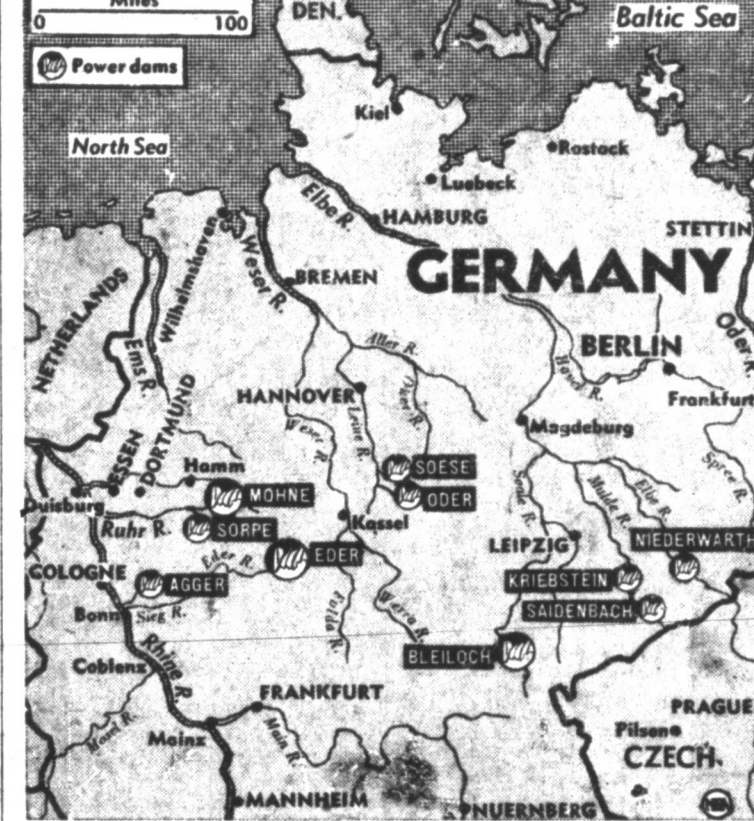 Miles
0 100
Power dams
DEN.
Baltic Sea
North Sea
Kiel
Rostock
Luebeck
Elbe R.
HAMBURG
STETTIN
GERMANY
NETHERLANDS
Wilhelmshaven
Weser R.
BREMEN
Oder R.
Ems R.
Aller R.
BERLIN
Havel R.
Frankfurt
HANNOVER
Leine R.
Oker R.
Weser R.
Magdeburg
Spree R.
ESSEN
DORTMUND
Hamm
Duisburg
MOHNE
SOESE
ODER
Saale R.
Mulde R.
Elbe R.
Ruhr R.
SORPE
Kassel
LEIPZIG
NIEDERWARTH
Eder R.
EDER
COLOGNE
AGGER
KRIEBSTEIN
SAIDENBACH
Bonn
Sieg R.
Fulda R.
Werra R.
BLEILOCH
Coblenz
Rhine R.
FRANKFURT
PRAGUE
Mosel R.
Mainz
Main R.
Pilsen
CZECH.
MANNHEIM
NUERNBERG
NEA